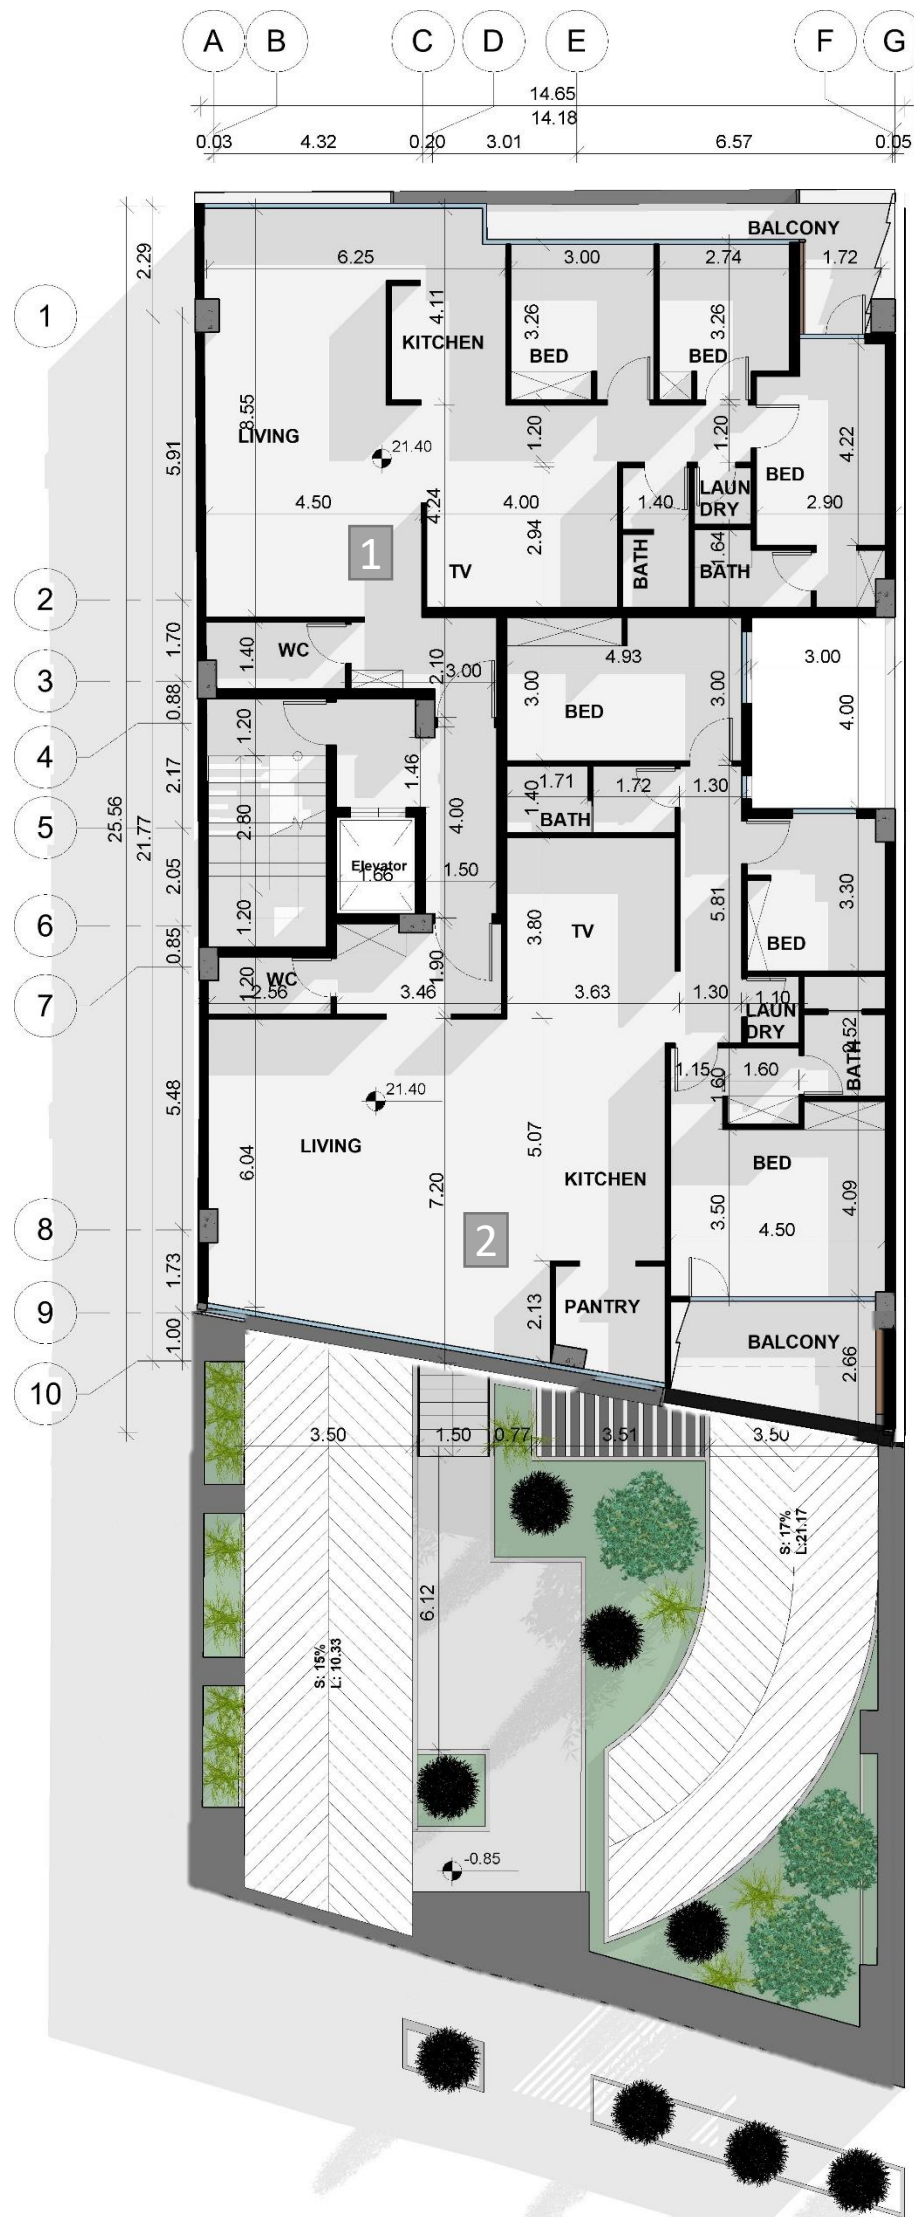 A B C D E F G
14.65
14.18
0.03 4.32 0.20 3.01 6.57 0.05
BALCONY
2.29
6.25 3.00 2.74 1.72
1
4.11
3.26 3.26
KITCHEN BED BED
8.55
1.20 1.20 4.22
LIVING
21.40
5.91
BED
4.50 4.24 4.00 1.40 LAUN
DRY 2.90
2.94 1.64
1
TV BATH BATH
2
1.70
1.40 WC 2.10 3.00
4.93 3.00
3.00 3.00
3
0.88
BED
4.00
1.20
4
2.17 1.46
1.71 1.72 1.30
1.40
BATH
25.56
21.77
2.80 4.00
5
2.05
Elevator
1.66 1.50
5.81 3.30
6
1.20 3.80 TV
0.85
BED
1.90
7
1.20 WC
2.56 3.46 3.63 1.30 1.10
LAUN
DRY
2.52
BATH
21.40
1.15 1.60 1.60
5.48
LIVING
6.04 7.20 5.07
KITCHEN BED
3.50 4.09
4.50
8
2
1.73
9
2.13 PANTRY
BALCONY
1.00
2.66
10
3.50 1.50 0.77 3.51 3.50
S: 17%
L:21.17
6.12
S: 15%
L: 10.33
-0.85